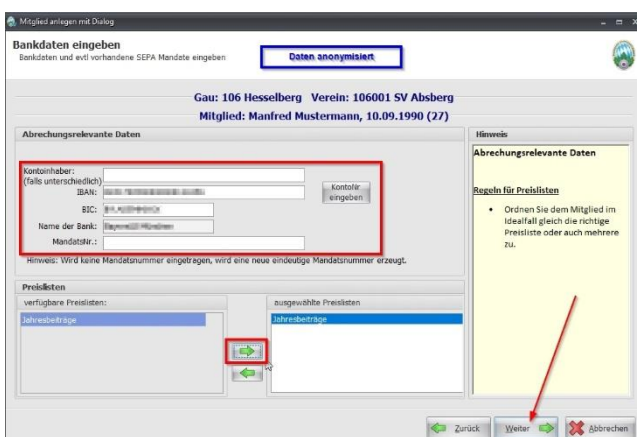 Mitglied anlegen mit Dialog
Bankdaten eingeben
Bankdaten und evtl vorhandene SEPA Mandate eingeben
Daten anonymisiert
Gau: 106 Hesselberg Verein: 106001 SV Absberg
Mitglied: Manfred Mustermann, 10.09.1990 (27)
Abrechungsrelevante Daten
Kontoinhaber:
(falls unterschiedlich)
IBAN:
KontoNr
eingeben
BIC:
Name der Bank:
MandatsNr.:
Hinweis: Wird keine Mandatsnummer eingetragen, wird eine neue eindeutige Mandatsnummer erzeugt.
Preislisten
verfügbare Preislisten:
Jahresbeiträge
ausgewählte Preislisten
Jahresbeiträge
Hinweis
Abrechungsrelevante Daten
Regeln für Preislisten
• Ordnen Sie dem Mitglied im
Idealfall gleich die richtige
Preisliste oder auch mehrere
zu.
Zurück
Weiter
Abbrechen